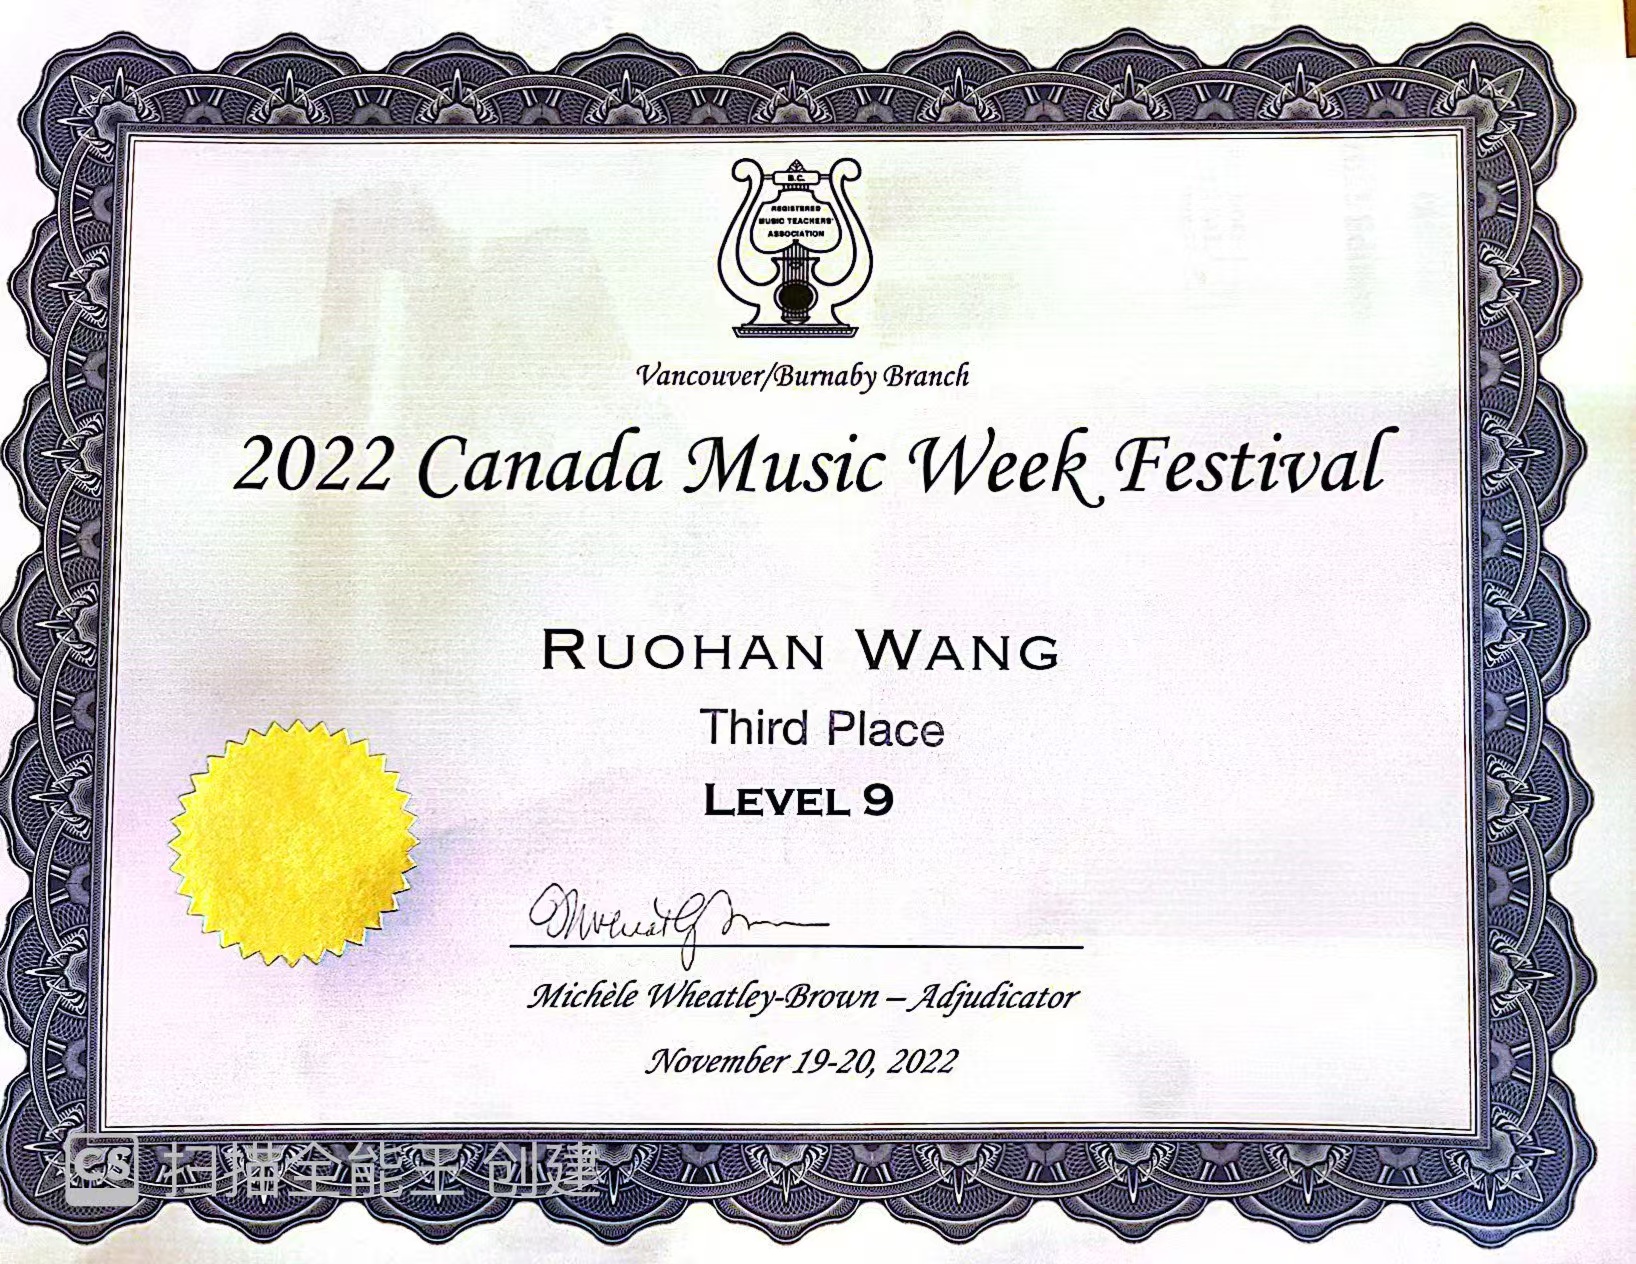 B.C.
REGISTERED
MUSIC TEACHERS'
ASSOCIATION
Vancouver/Burnaby Branch
2022 Canada Music Week Festival
RUOHAN WANG
Third Place
LEVEL 9
Michèle Wheatley-Brown – Adjudicator
November 19-20, 2022
CS 扫描全能王 创建